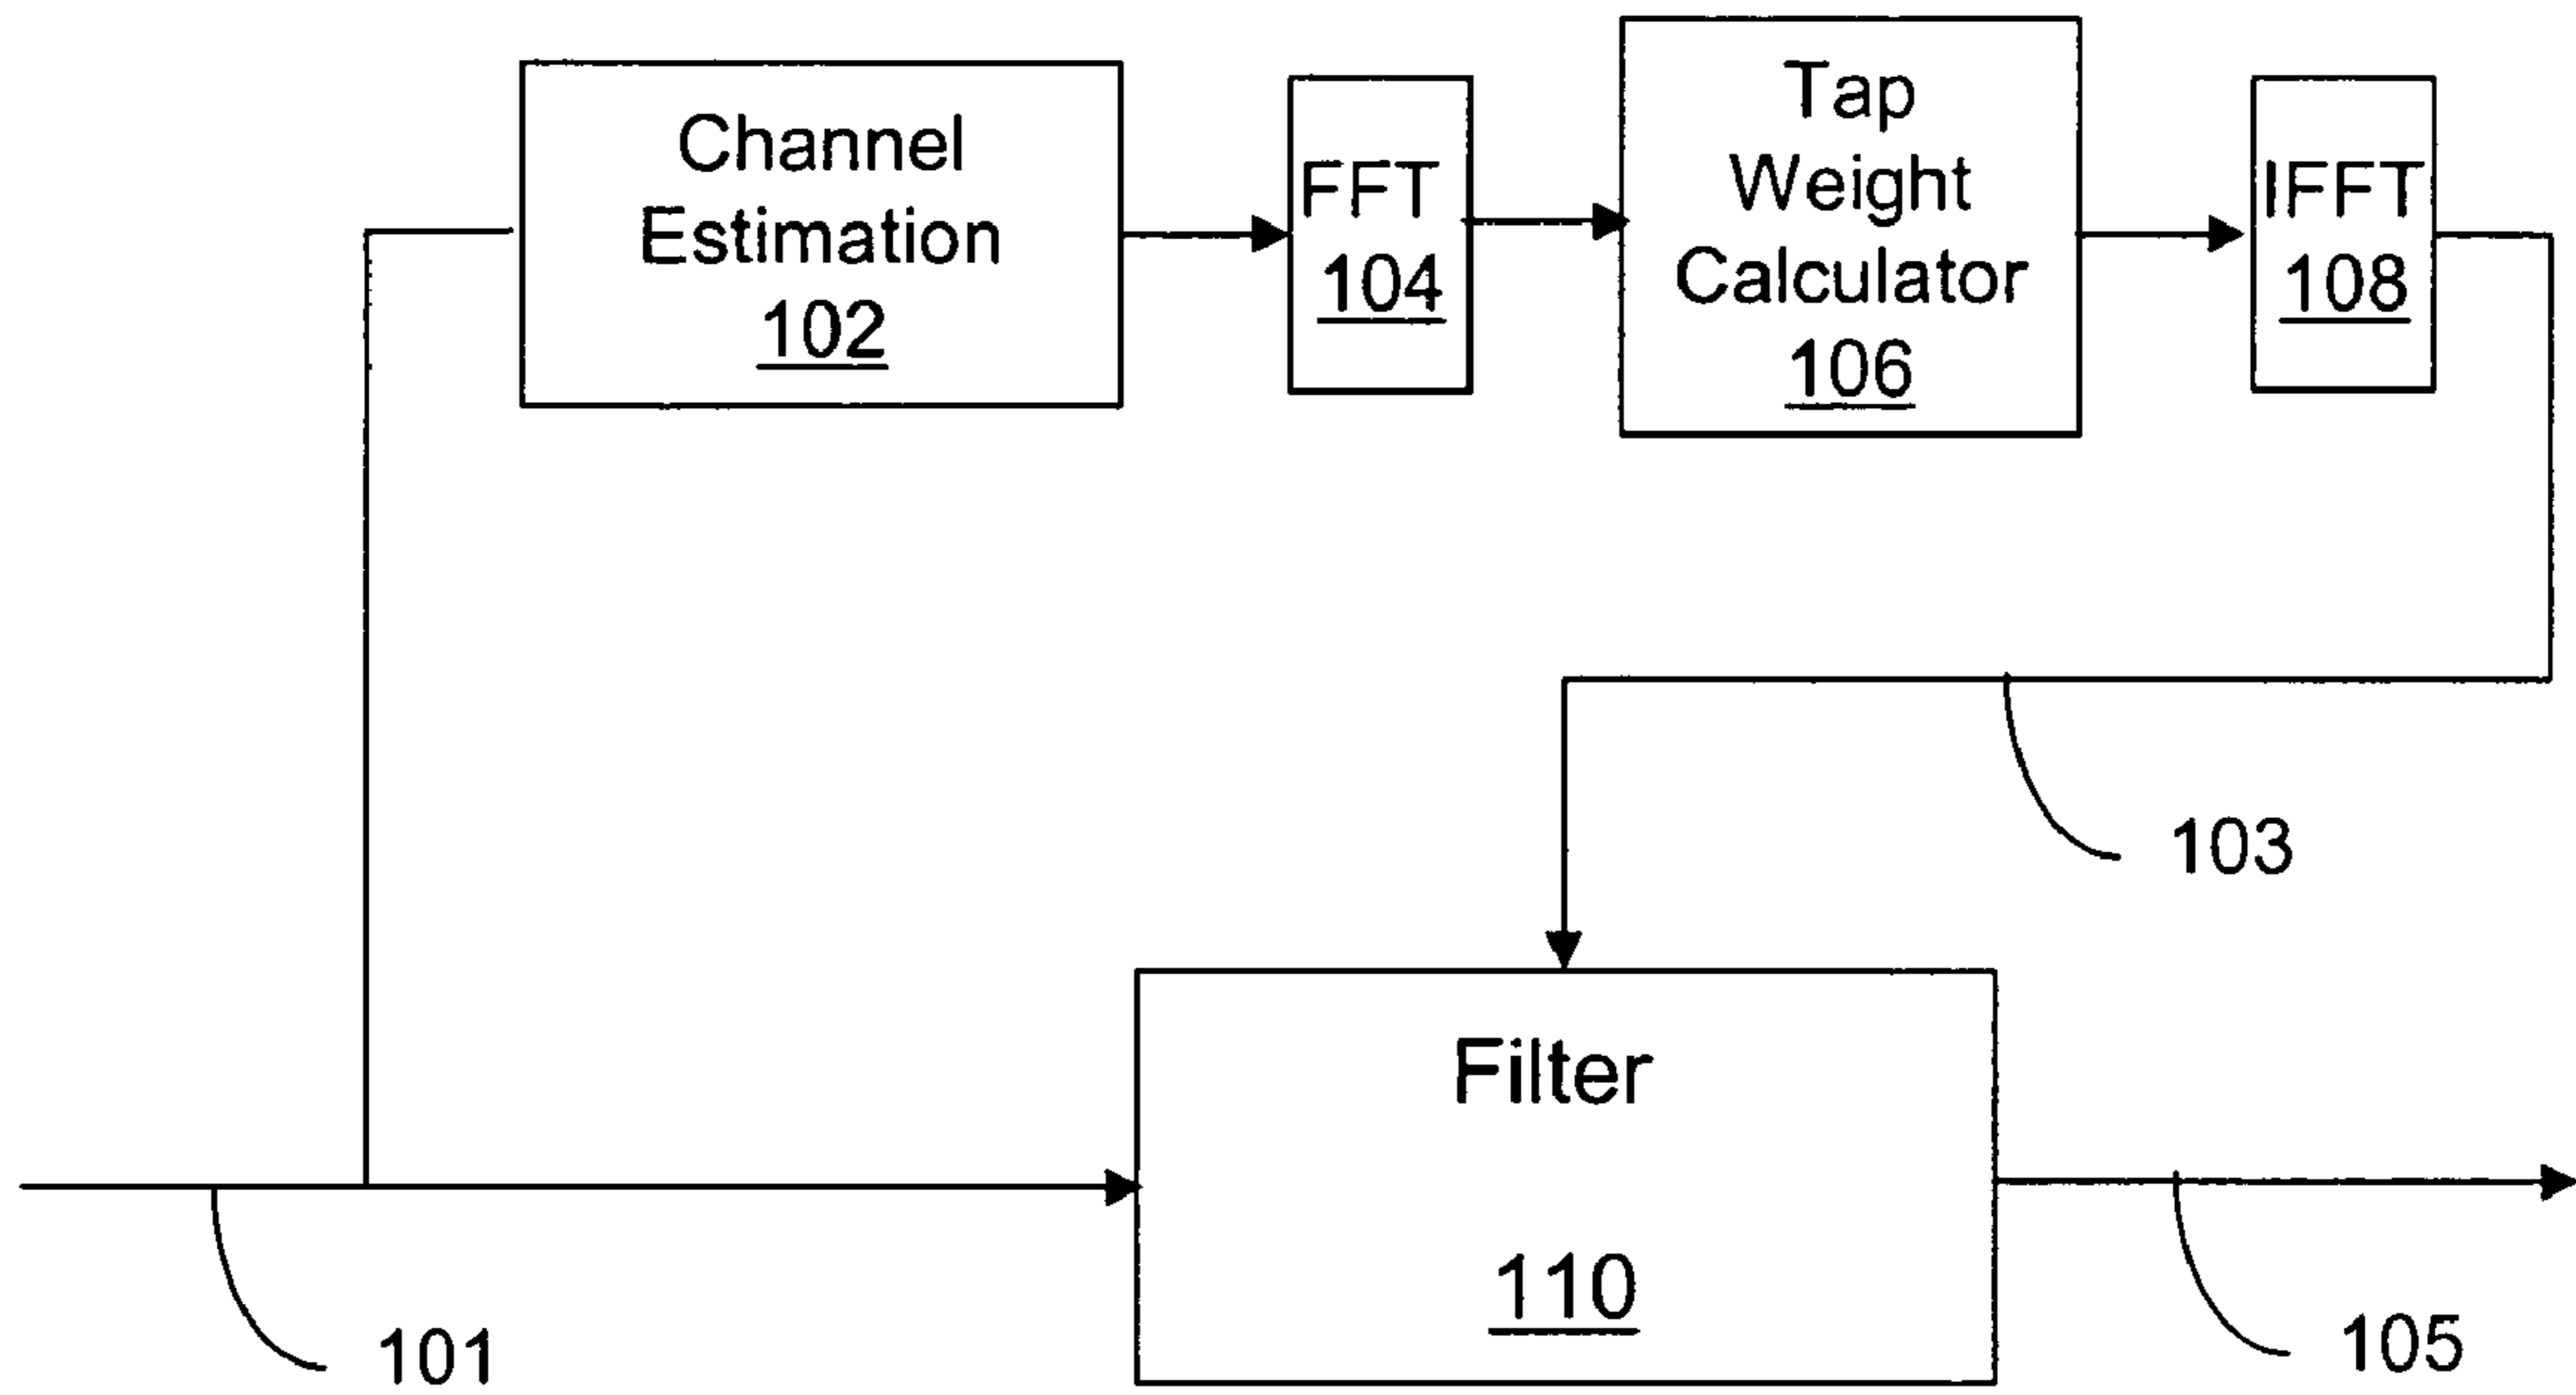 Channel
Estimation
102
FFT
104
Tap
Weight
Calculator
106
IFFT
108
103
Filter
110
101
105